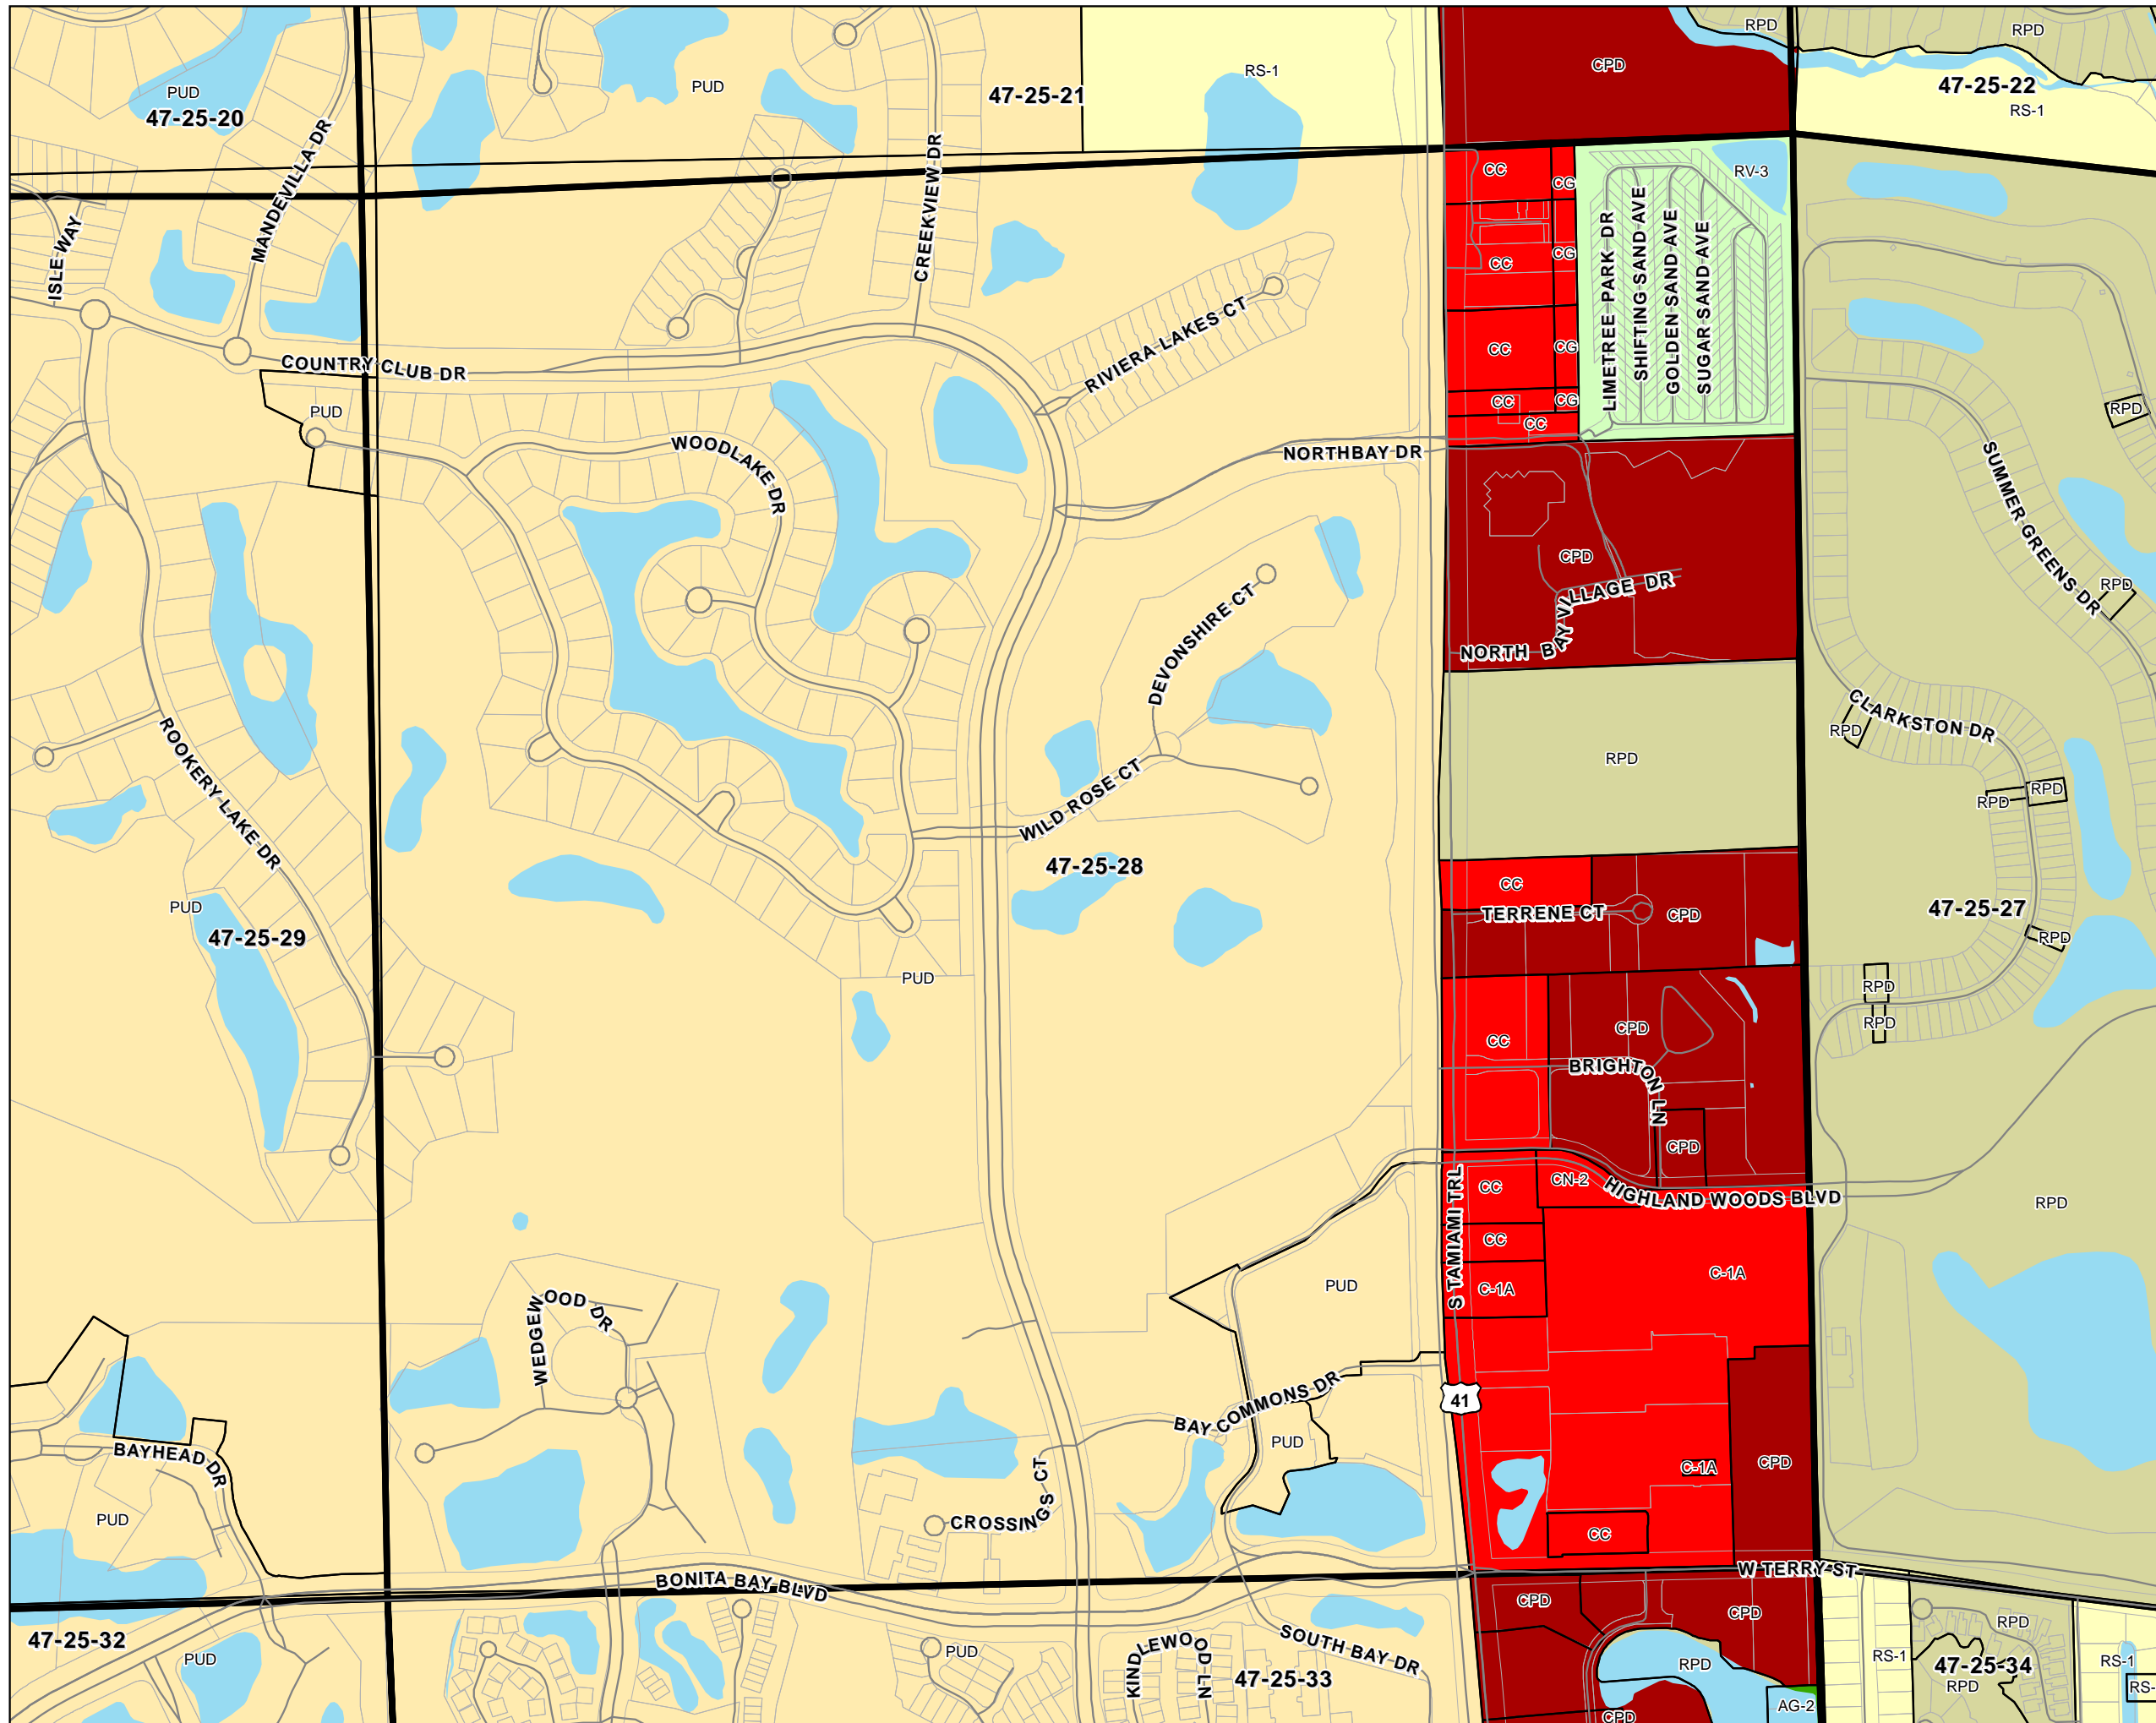 RPD
RPD
CPD
RS-1
47-25-22
PUD
PUD
47-25-21
RS-1
47-25-20
MANDEVILLA DR
CREEKVIEW DR
CC
CG
RV-3
ISLE WAY
LIMETREE PARK DR
SHIFTING SAND AVE
GOLDEN SAND AVE
SUGAR SAND AVE
CC
CG
CC
CG
RIVIERA LAKES CT
COUNTRY CLUB DR
CC
CG
RPD
PUD
CC
WOODLAKE DR
NORTHBAY DR
SUMMER GREENS DR
CPD
RPD
DEVONSHIRE CT
NORTH BAY VILLAGE DR
CLARKSTON DR
RPD
RPD
ROOKERY LAKE DR
WILD ROSE CT
RPD
RPD
47-25-28
CC
TERRENE CT
CPD
47-25-27
PUD
47-25-29
RPD
PUD
RPD
CC
CPD
RPD
BRIGHTON LN
CPD
S TAMIAMI TRL
CC
CN-2
HIGHLAND WOODS BLVD
RPD
CC
PUD
C-1A
C-1A
WEDGEWOOD DR
41
BAY COMMONS DR
PUD
BAYHEAD DR
CPD
C-1A
CROSSINGS CT
PUD
CC
W TERRY ST
BONITA BAY BLVD
CPD
CPD
RPD
47-25-32
SOUTH BAY DR
PUD
PUD
KINDLEWOOD LN
47-25-33
RPD
RS-1
47-25-34
RS-1
RPD
RS-
AG-2
CPD